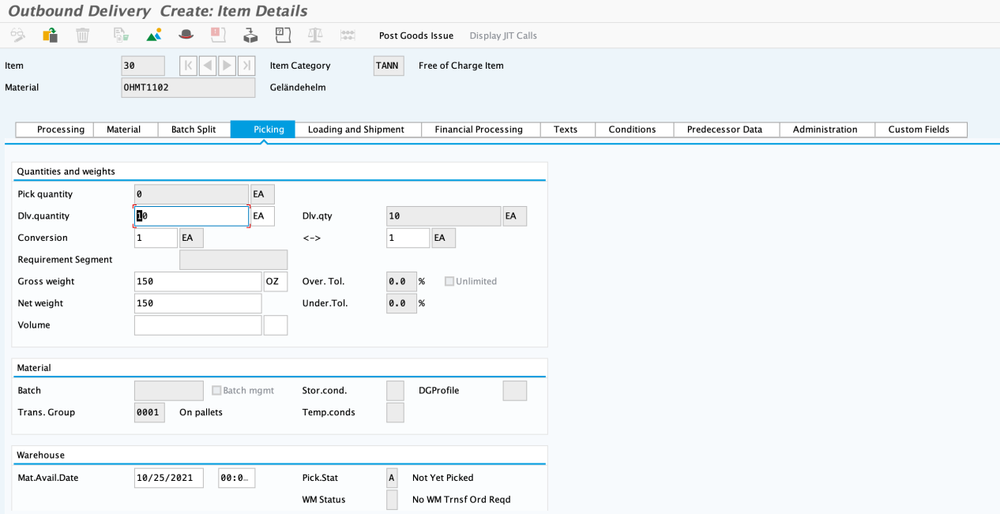 Outbound Delivery Create: Item Details
Post Goods Issue Display JIT Calls
Item 30 Item Category TANN Free of Charge Item
Material OHMT1102 Geländehelm
Processing Material Batch Split Picking Loading and Shipment Financial Processing Texts Conditions Predecessor Data Administration Custom Fields
Quantities and weights
Pick quantity 0 EA
Dlv.quantity 10 EA Dlv.qty 10 EA
Conversion 1 EA <-> 1 EA
Requirement Segment
Gross weight 150 OZ Over. Tol. 0.0 % Unlimited
Net weight 150 Under.Tol. 0.0 %
Volume
Material
Batch Batch mgmt Stor.cond. DGProfile
Trans. Group 0001 On pallets Temp.conds
Warehouse
Mat.Avail.Date 10/25/2021 00:0… Pick.Stat A Not Yet Picked
WM Status No WM Trnsf Ord Reqd